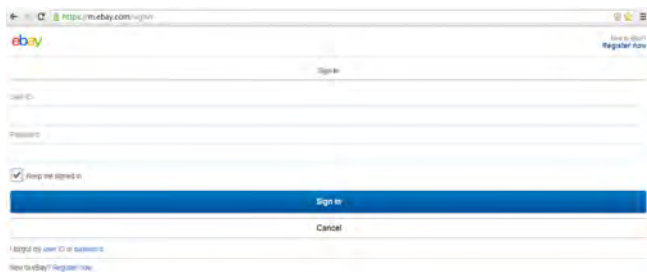 https://m.ebay.com/signin
ebay
New to eBay?
Register now
Sign in
User ID
Password
Keep me signed in
Sign in
Cancel
I forgot my user ID or password.
New to eBay? Register now.